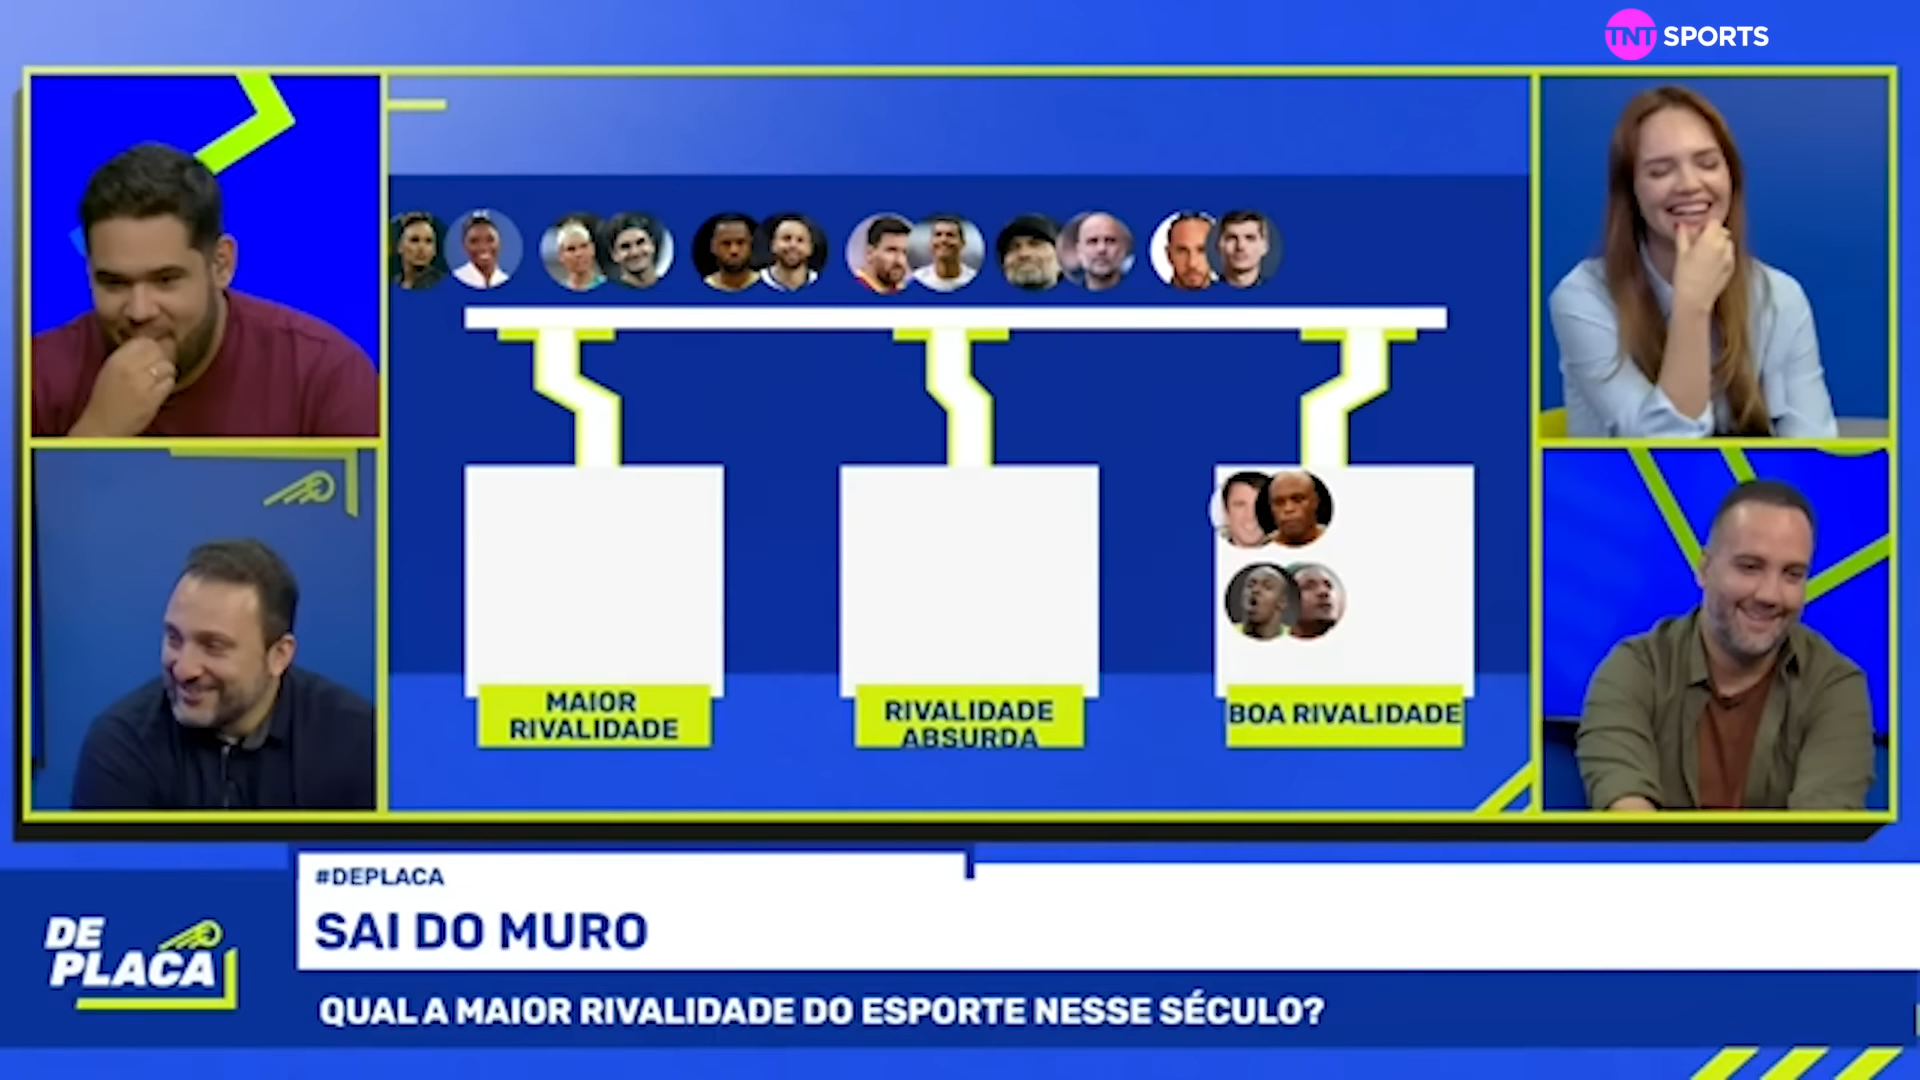 TNT SPORTS
MAIOR
RIVALIDADE
RIVALIDADE
ABSURDA
BOA RIVALIDADE
#DEPLACA
SAI DO MURO
DE
PLACA
QUAL A MAIOR RIVALIDADE DO ESPORTE NESSE SÉCULO?